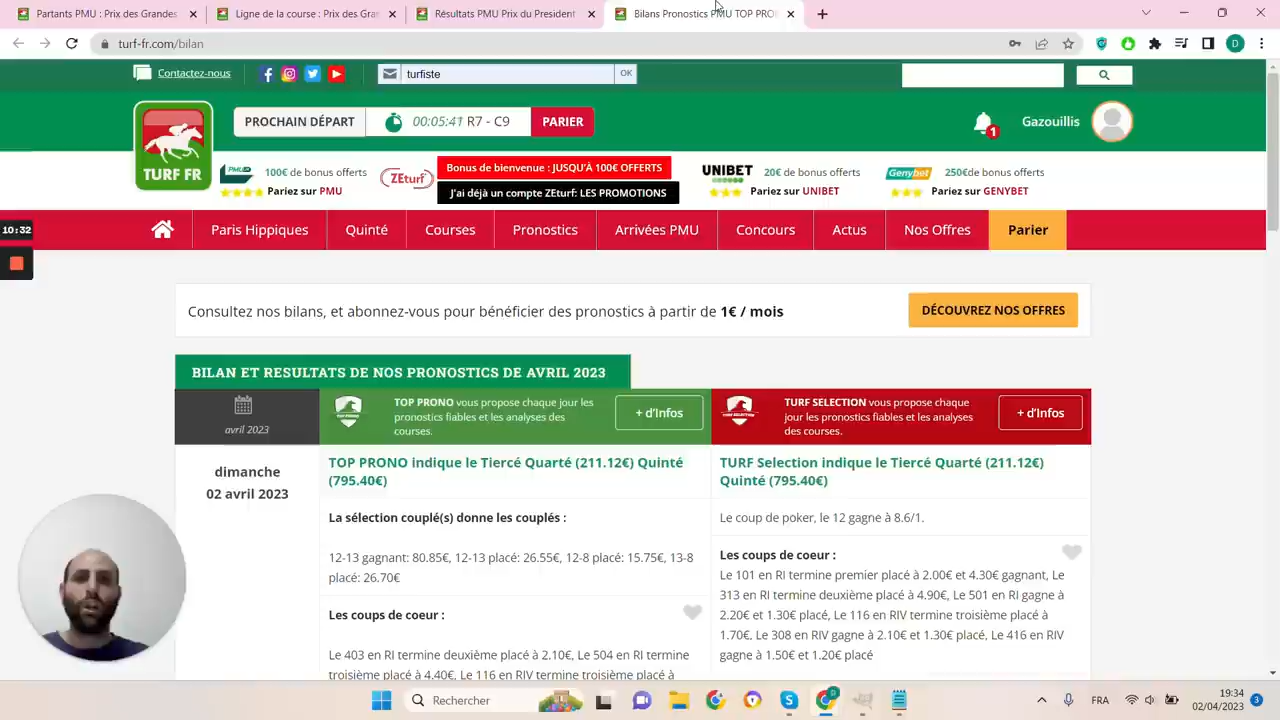 Partants PMU : Prix des Grandes
Ligne de la course : Prix des Gra
Résultats PMU Prix du President
Bilans Pronostics PMU TOP PRO
turf-fr.com/bilan
D
Contactez-nous
turfiste
OK
PROCHAIN DÉPART
00:05:41 R7 - C9
PARIER
1
Gazouillis
TURF FR
PMU
100€ de bonus offerts
Pariez sur PMU
ZEturf
Bonus de bienvenue : JUSQU'À 100€ OFFERTS
J'ai déjà un compte ZEturf: LES PROMOTIONS
UNIBET
20€ de bonus offerts
Pariez sur UNIBET
Genybet
250€de bonus offerts
Pariez sur GENYBET
10:32
Paris Hippiques
Quinté
Courses
Pronostics
Arrivées PMU
Concours
Actus
Nos Offres
Parier
Consultez nos bilans, et abonnez-vous pour bénéficier des pronostics à partir de 1€ / mois
DÉCOUVREZ NOS OFFRES
BILAN ET RESULTATS DE NOS PRONOSTICS DE AVRIL 2023
avril 2023
TOP PRONO vous propose chaque jour les
pronostics fiables et les analyses des
courses.
+ d'Infos
TURF SELECTION vous propose chaque
jour les pronostics fiables et les analyses
des courses.
+ d'Infos
dimanche
02 avril 2023
TOP PRONO indique le Tiercé Quarté (211.12€) Quinté
(795.40€)
La sélection couplé(s) donne les couplés :
12-13 gagnant: 80.85€, 12-13 placé: 26.55€, 12-8 placé: 15.75€, 13-8
placé: 26.70€
Les coups de coeur :
Le 403 en RI termine deuxième placé à 2.10€, Le 504 en RI termine
troisième placé à 4.40€, Le 116 en RIV termine troisième placé à
TURF Selection indique le Tiercé Quarté (211.12€)
Quinté (795.40€)
Le coup de poker, le 12 gagne à 8.6/1.
Les coups de coeur :
Le 101 en RI termine premier placé à 2.00€ et 4.30€ gagnant, Le
313 en RI termine deuxième placé à 4.90€, Le 501 en RI gagne à
2.20€ et 1.30€ placé, Le 116 en RIV termine troisième placé à
1.70€, Le 308 en RIV gagne à 2.10€ et 1.30€ placé, Le 416 en RIV
gagne à 1.50€ et 1.20€ placé
Rechercher
FRA
19:34
02/04/2023
3